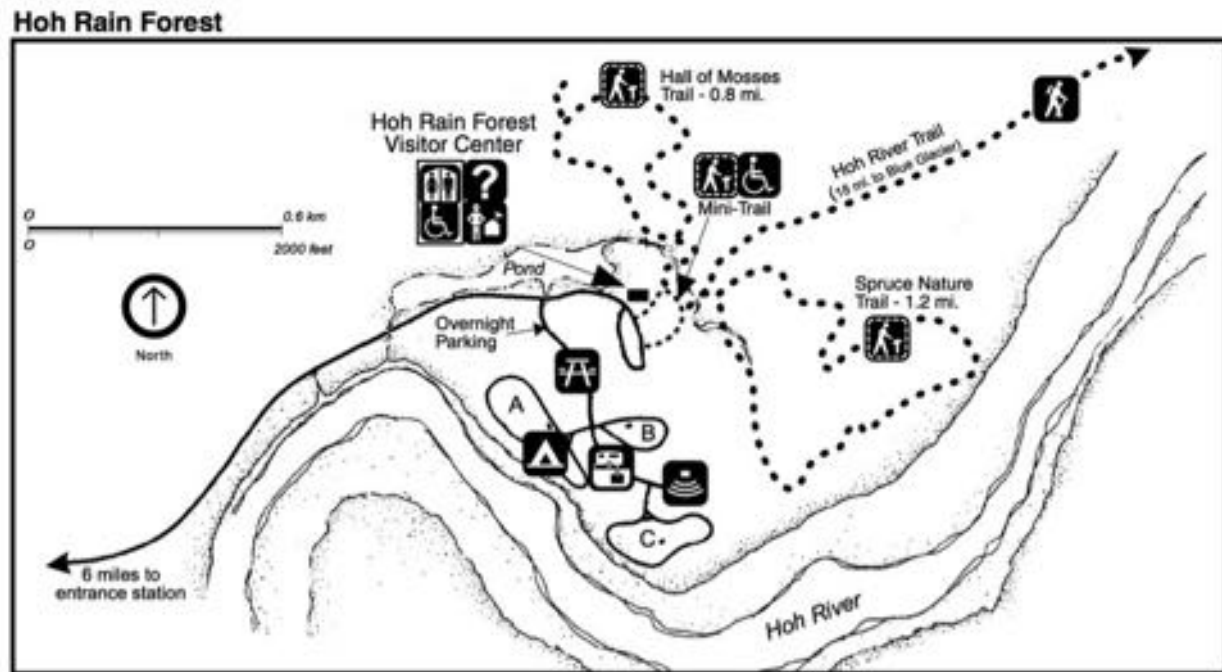 Hoh Rain Forest
Hall of Mosses
Trail - 0.8 mi.
Hoh Rain Forest
Visitor Center
?
Hoh River Trail
(18 mi. to Blue Glacier)
Mini-Trail
0
0.6 km
0
2000 feet
Pond
Spruce Nature
Trail - 1.2 mi.
Overnight
Parking
North
A
B
C
6 miles to
entrance station
Hoh River